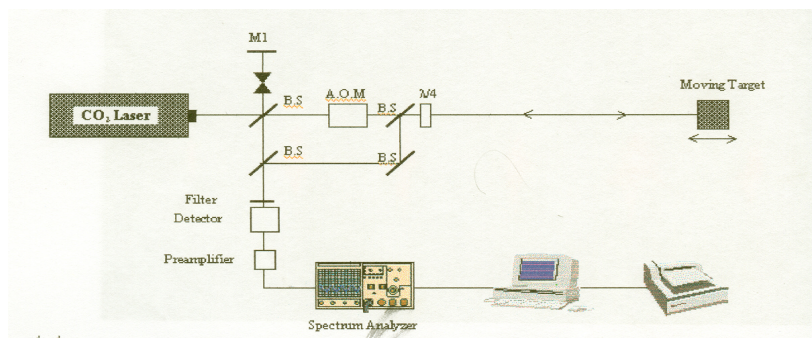 M1
B.S
A.O.M
B.S
λ/4
Moving Target
CO₂ Laser
B.S
B.S
Filter
Detector
Preamplifier
Spectrum Analyzer